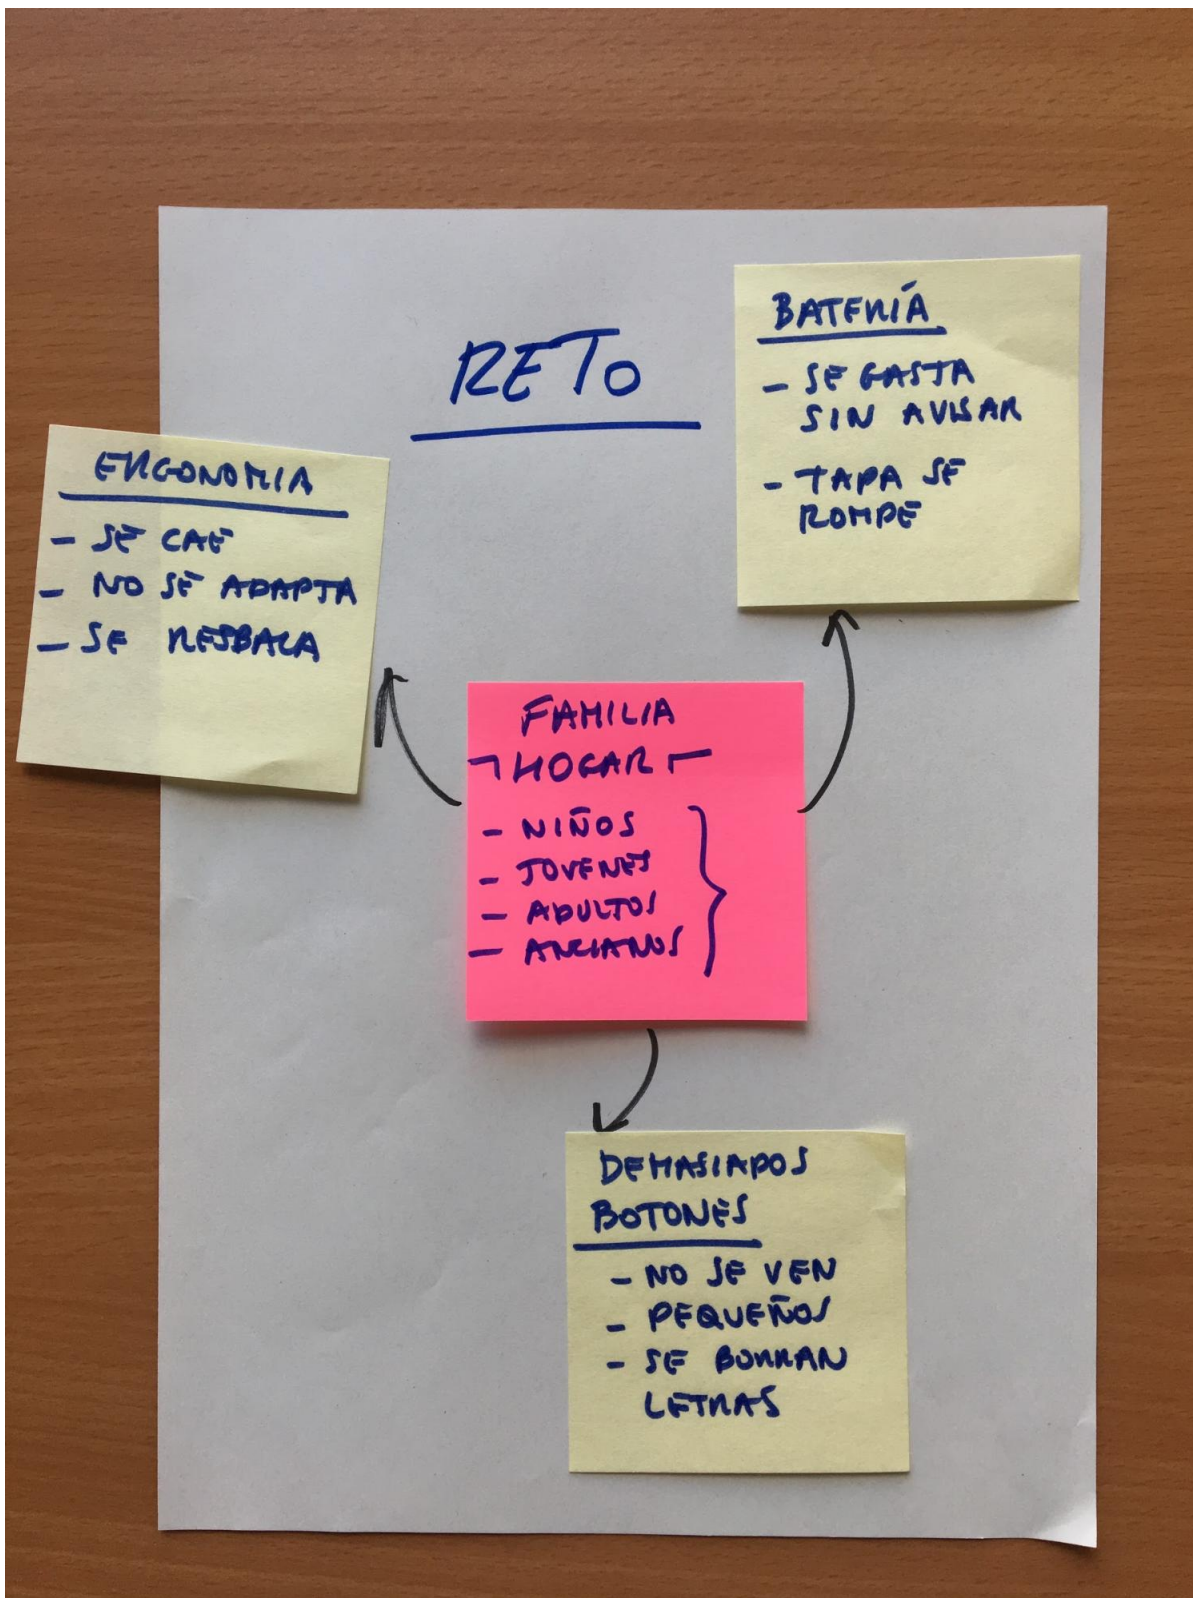 RETO
BATERÍA
- SE GASTA
SIN AVISAR
- TAPA SE
ROMPE
ERGONOMIA
- SE CAE
- NO SE ADAPTA
- SE RESBALA
FAMILIA
HOGAR
- NIÑOS
- JOVENES
- ADULTOS
- ANCIANOS
DEMASIADOS
BOTONES
- NO SE VEN
- PEQUEÑOS
- SE BORRAN
LETRAS